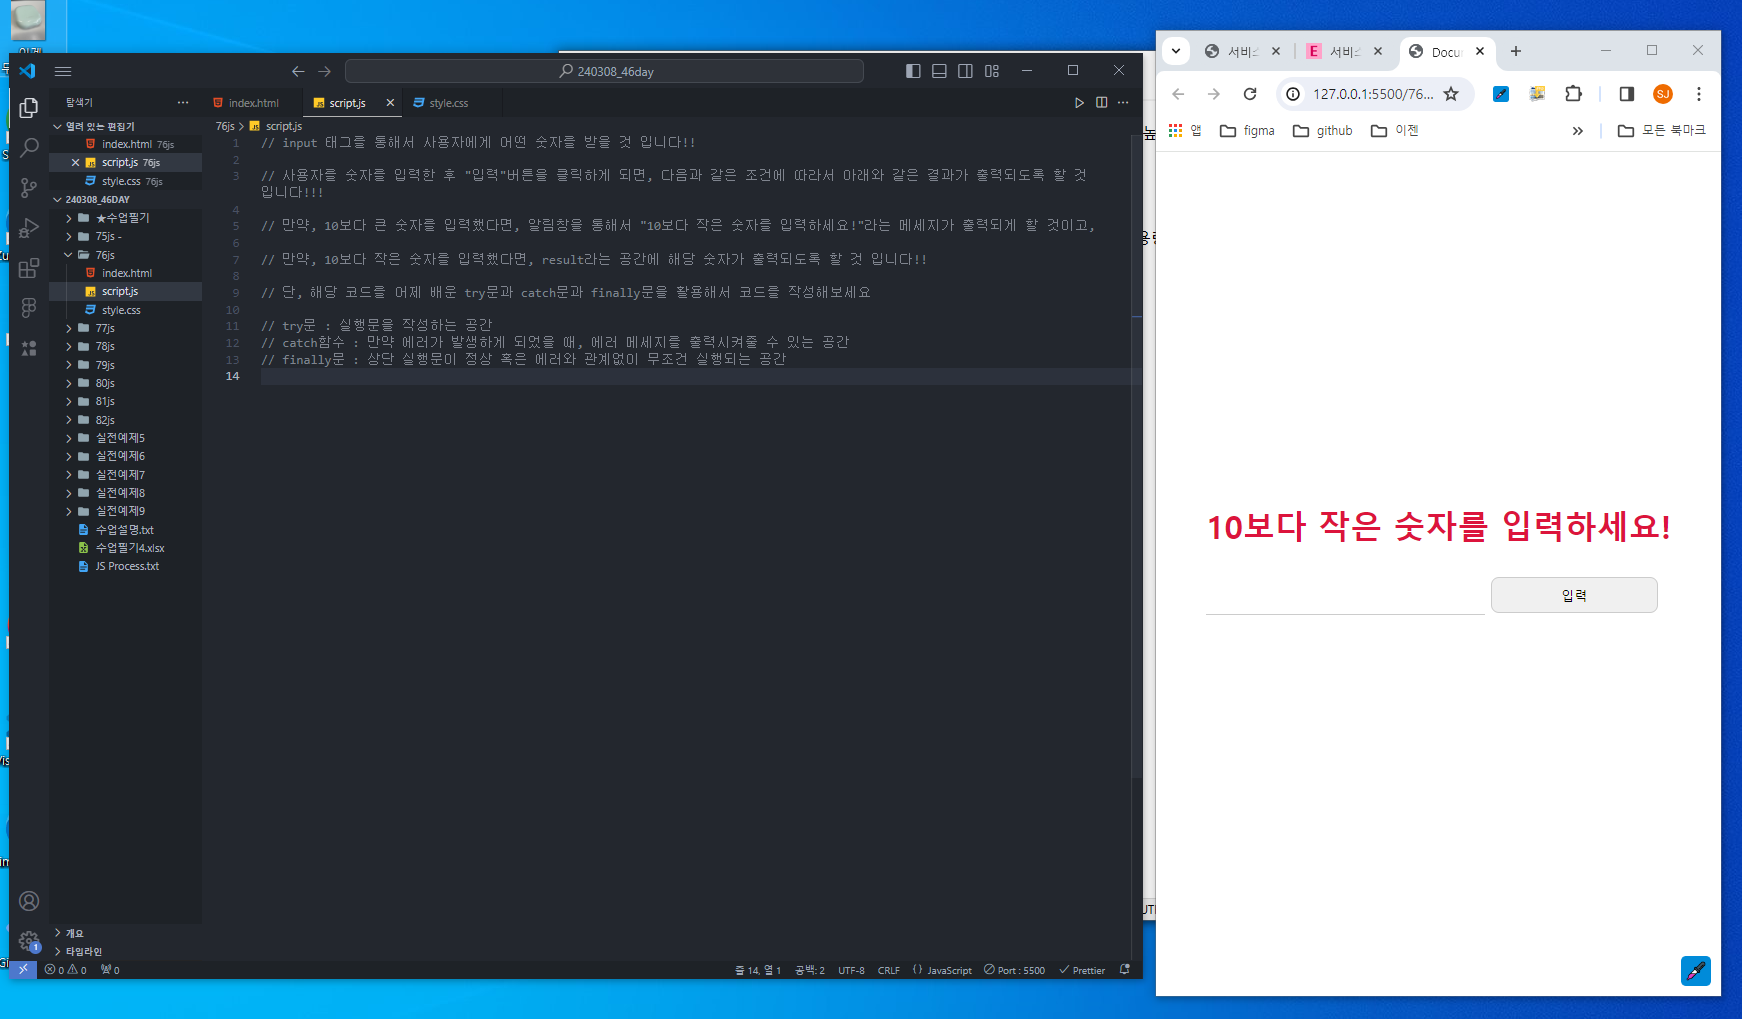 240308_46day
탐색기
index.html
script.js
style.css
열려 있는 편집기
index.html 76js
script.js 76js
style.css 76js
240308_46DAY
★수업필기
75js -
76js
index.html
script.js
style.css
77js
78js
79js
80js
81js
82js
실전예제5
실전예제6
실전예제7
실전예제8
실전예제9
수업설명.txt
수업필기4.xlsx
JS Process.txt
개요
타임라인
76js > script.js
1 // input 태그를 통해서 사용자에게 어떤 숫자를 받을 것 입니다!!
2
3 // 사용자를 숫자를 입력한 후 "입력"버튼을 클릭하게 되면, 다음과 같은 조건에 따라서 아래와 같은 결과가 출력되도록 할 것
입니다!!!
4
5 // 만약, 10보다 큰 숫자를 입력했다면, 알림창을 통해서 "10보다 작은 숫자를 입력하세요!"라는 메세지가 출력되게 할 것이고,
6
7 // 만약, 10보다 작은 숫자를 입력했다면, result라는 공간에 해당 숫자가 출력되도록 할 것 입니다!!
8
9 // 단, 해당 코드를 어제 배운 try문과 catch문과 finally문을 활용해서 코드를 작성해보세요
10
11 // try문 : 실행문을 작성하는 공간
12 // catch함수 : 만약 에러가 발생하게 되었을 때, 에러 메세지를 출력시켜줄 수 있는 공간
13 // finally문 : 상단 실행문이 정상 혹은 에러와 관계없이 무조건 실행되는 공간
14
1
0 0 0
줄 14, 열 1 공백: 2 UTF-8 CRLF { } JavaScript Port : 5500 Prettier
서비스
E 서비스
Docu
127.0.0.1:5500/76...
SJ
앱 figma github 이젠 » 모든 북마크
10보다 작은 숫자를 입력하세요!
입력